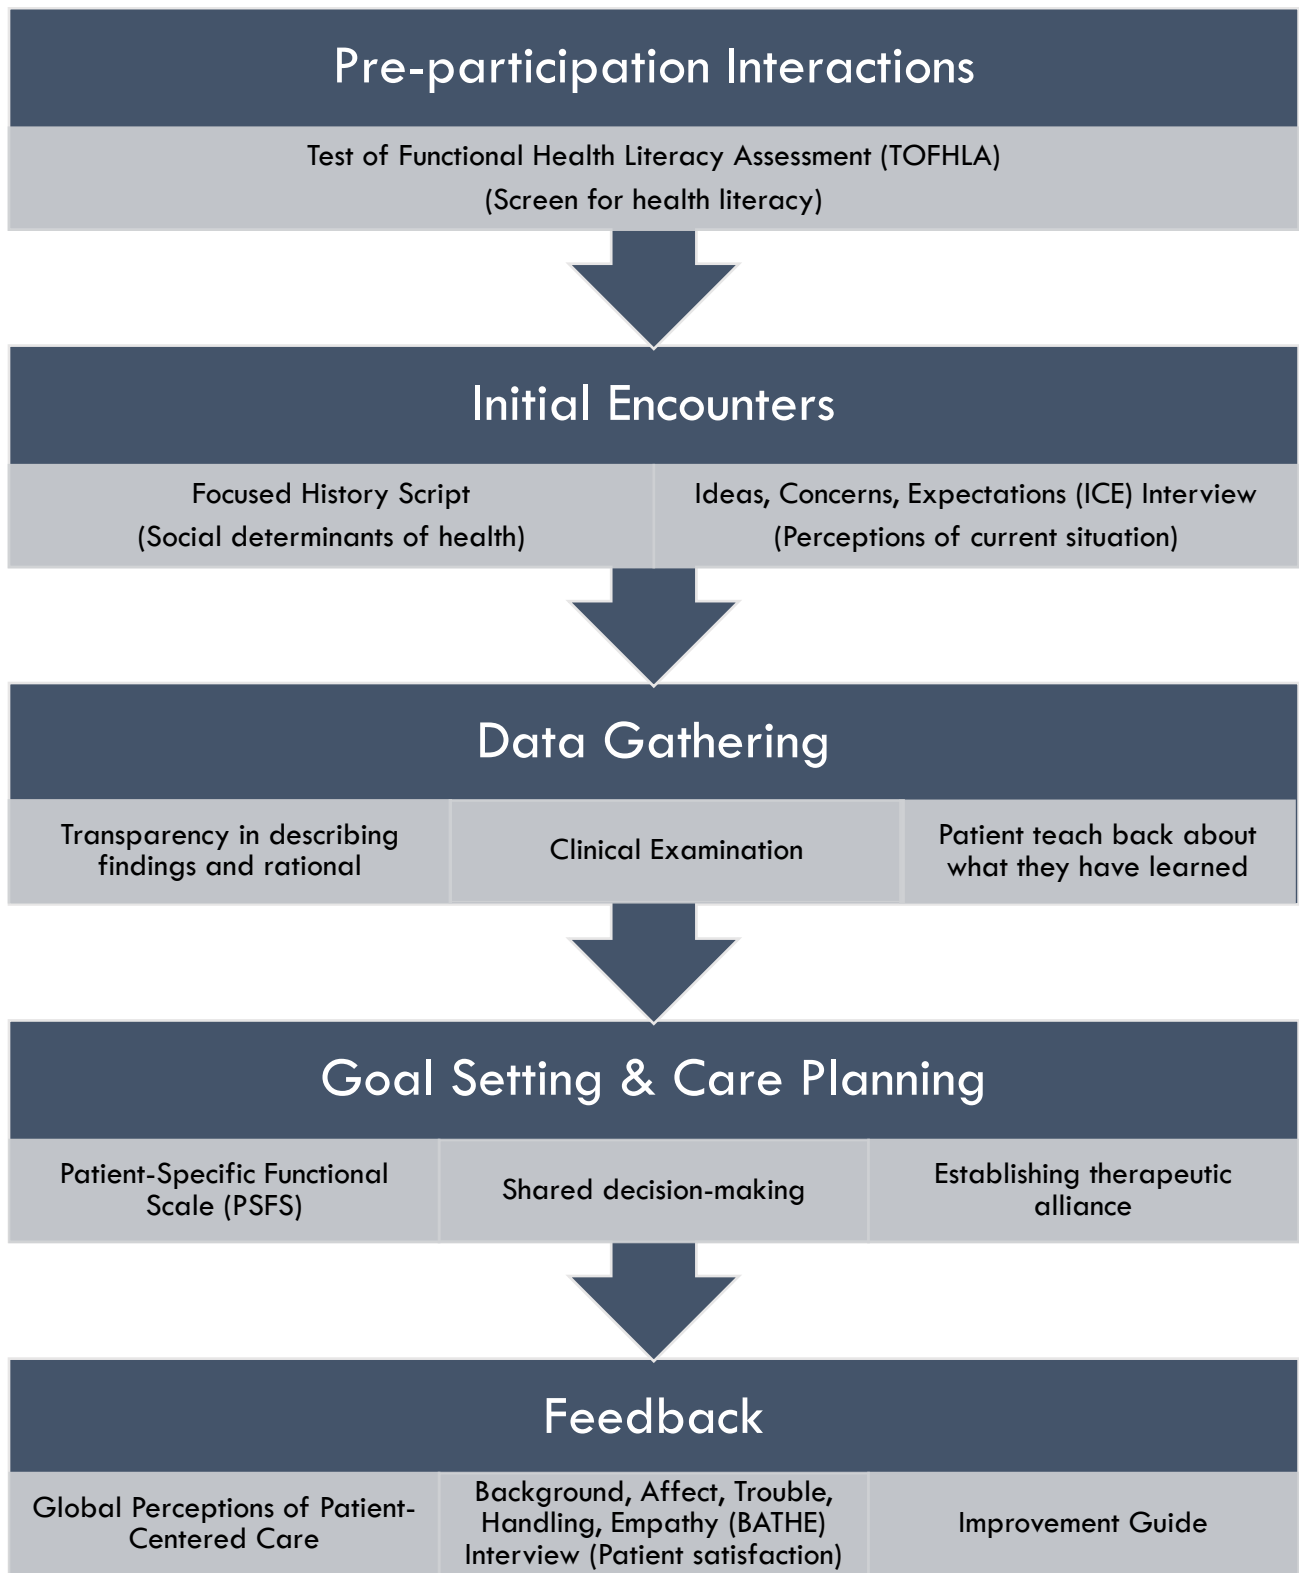 Pre-participation Interactions
Test of Functional Health Literacy Assessment (TOFHLA)
(Screen for health literacy)
Initial Encounters
Focused History Script
(Social determinants of health)
Ideas, Concerns, Expectations (ICE) Interview
(Perceptions of current situation)
Data Gathering
Transparency in describing
findings and rational
Clinical Examination
Patient teach back about
what they have learned
Goal Setting & Care Planning
Patient-Specific Functional
Scale (PSFS)
Shared decision-making
Establishing therapeutic
alliance
Feedback
Global Perceptions of Patient-
Centered Care
Background, Affect, Trouble,
Handling, Empathy (BATHE)
Interview (Patient satisfaction)
Improvement Guide